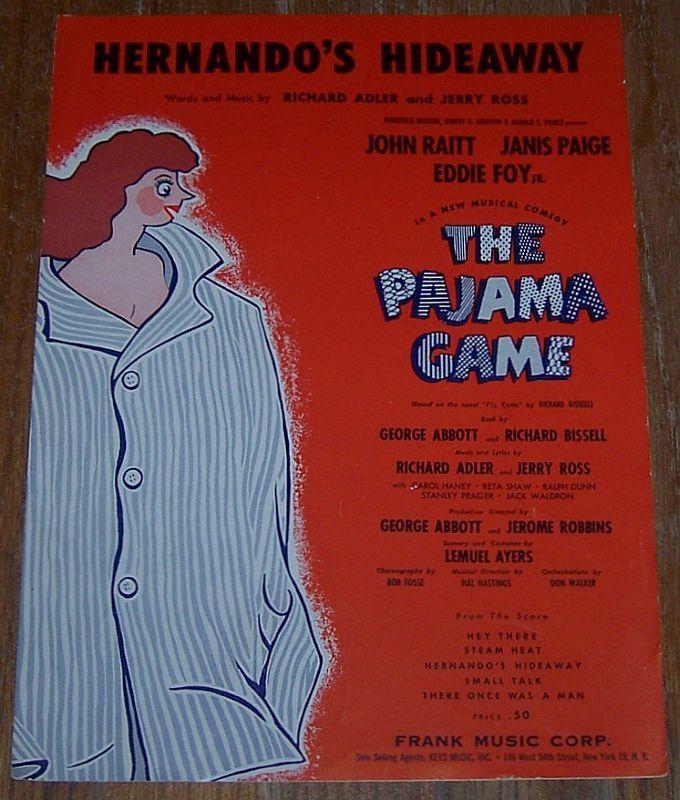 HERNANDO'S HIDEAWAY
Words and Music by RICHARD ADLER and JERRY ROSS
FREDERICK BRISSON, ROBERT E. GRIFFITH & HAROLD S. PRINCE present
JOHN RAITT JANIS PAIGE
EDDIE FOY JR.
in A NEW MUSICAL COMEDY
THE
PAJAMA
GAME
(Based on the novel "7½ Cents" by RICHARD BISSELL)
Book by
GEORGE ABBOTT and RICHARD BISSELL
Music and Lyrics by
RICHARD ADLER and JERRY ROSS
with CAROL HANEY · RETA SHAW · RALPH DUNN
STANLEY PRAGER · JACK WALDRON
Production Directed by
GEORGE ABBOTT and JEROME ROBBINS
Scenery and Costumes by
LEMUEL AYERS
Choreography by Musical Direction by Orchestrations by
BOB FOSSE HAL HASTINGS DON WALKER
From The Score
HEY THERE
STEAM HEAT
HERNANDO'S HIDEAWAY
SMALL TALK
THERE ONCE WAS A MAN
PRICE .50
FRANK MUSIC CORP.
Sole Selling Agents, KEYS MUSIC, INC. · 146 West 54th Street, New York 19, N. Y.